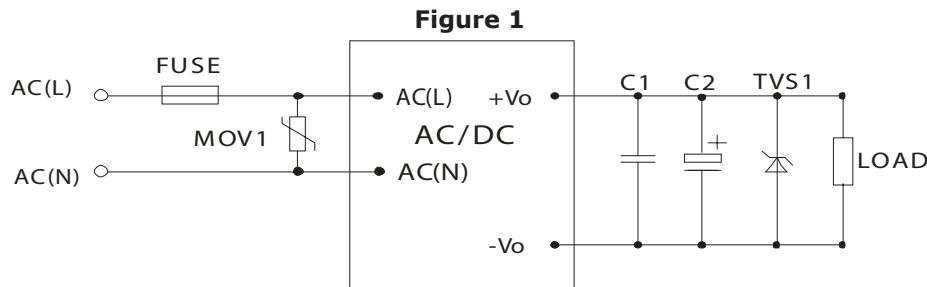 Figure 1
FUSE
AC(L)
MOV1
AC(N)
AC(L)
+Vo
AC/DC
AC(N)
-Vo
C1
C2
TVS1
+
LOAD